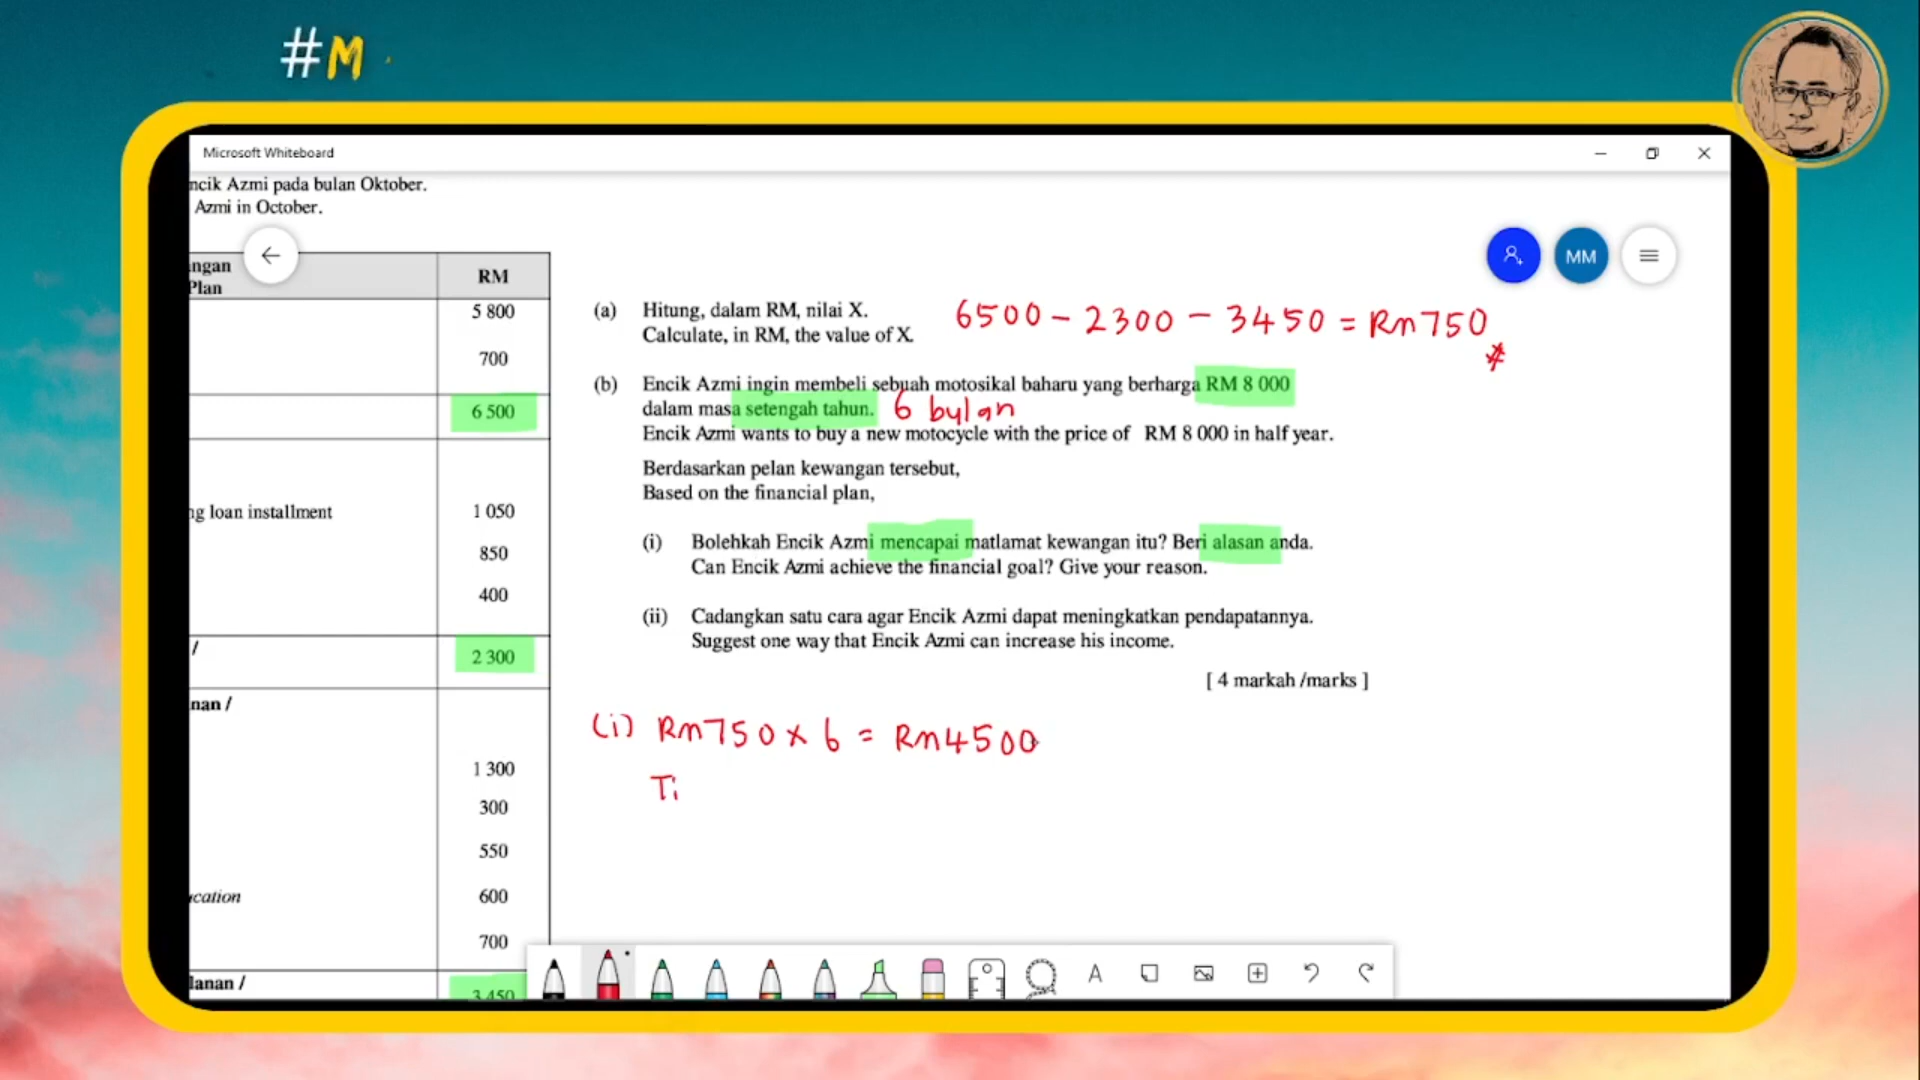 #M
Microsoft Whiteboard
ncik Azmi pada bulan Oktober.
Azmi in October.
ngan
Plan
RM
5 800
700
6 500
ng loan installment
1 050
850
400
/
2 300
nan /
1 300
300
550
ucation
600
700
lanan /
3 450
MM
(a) Hitung, dalam RM, nilai X.
Calculate, in RM, the value of X.
6500 - 2300 - 3450 = RM750
(b) Encik Azmi ingin membeli sebuah motosikal baharu yang berharga RM 8 000
dalam masa setengah tahun. 6 bulan
Encik Azmi wants to buy a new motocycle with the price of RM 8 000 in half year.
Berdasarkan pelan kewangan tersebut,
Based on the financial plan,
(i) Bolehkah Encik Azmi mencapai matlamat kewangan itu? Beri alasan anda.
Can Encik Azmi achieve the financial goal? Give your reason.
(ii) Cadangkan satu cara agar Encik Azmi dapat meningkatkan pendapatannya.
Suggest one way that Encik Azmi can increase his income.
[ 4 markah /marks ]
(i) RM750 x 6 = RM4500
Ti